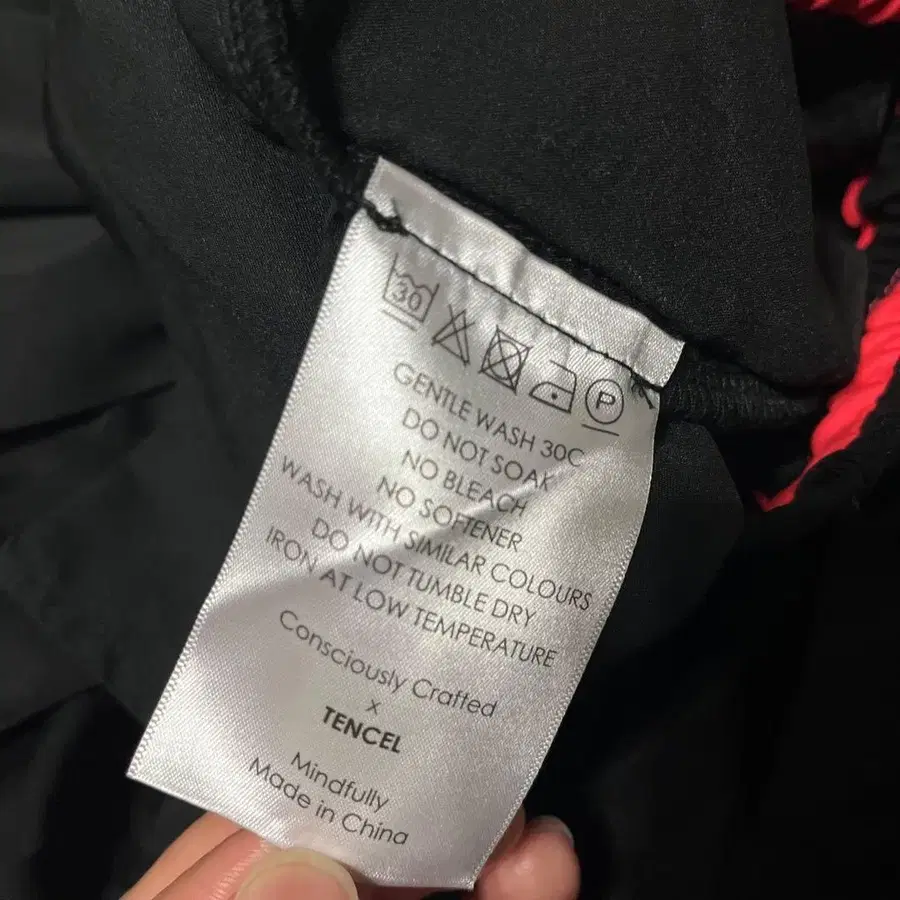 30
P
GENTLE WASH 30C
DO NOT SOAK
NO BLEACH
NO SOFTENER
WASH WITH SIMILAR COLOURS
DO NOT TUMBLE DRY
IRON AT LOW TEMPERATURE
Consciously Crafted
x
TENCEL
Mindfully
Made in China